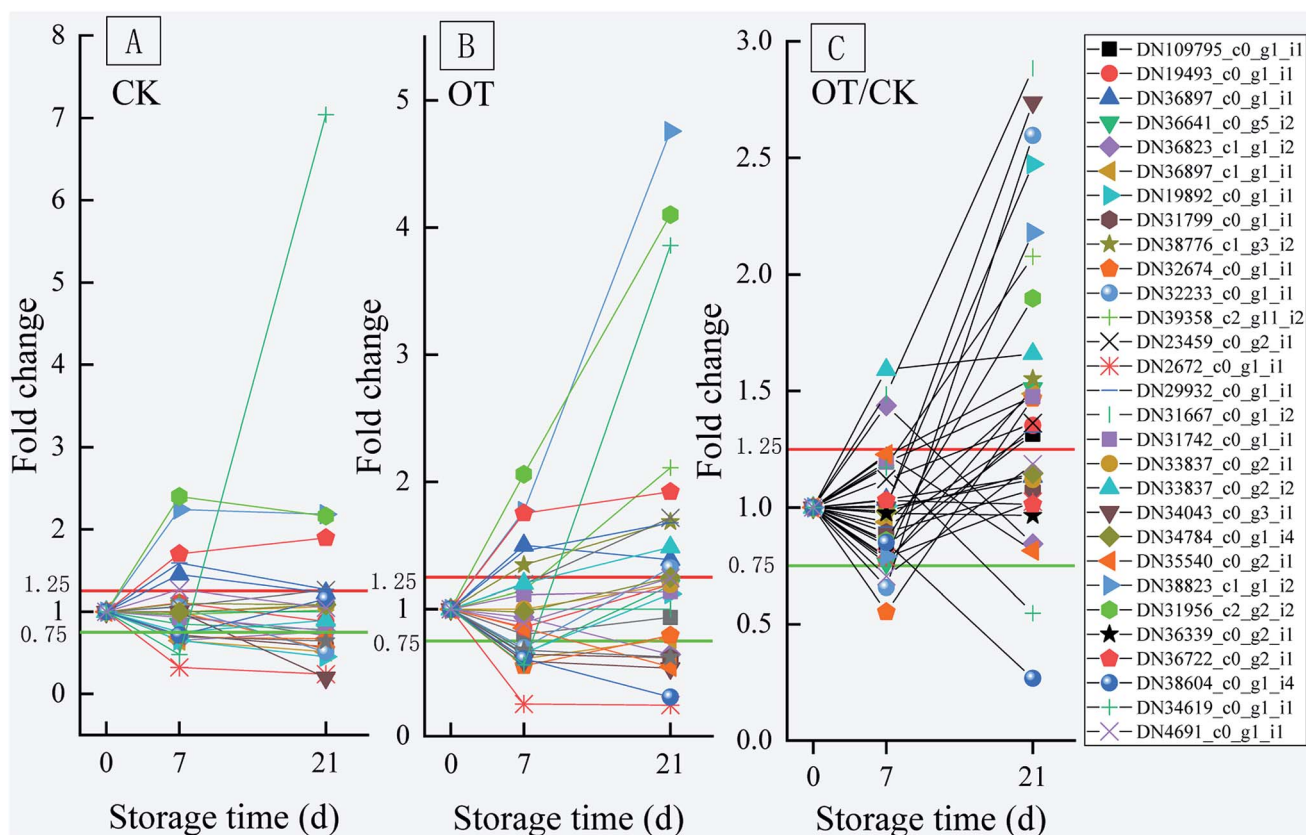 A
CK
Fold change
8
7
6
5
4
3
2
1.25
1
0.75
0
0
7
21
Storage time (d)
B
OT
Fold change
5
4
3
2
1.25
1
0.75
0
0
7
21
Storage time (d)
C
OT/CK
Fold change
3.0
2.5
2.0
1.5
1.25
1.0
0.75
0.5
0.0
0
7
21
Storage time (d)
DN109795_c0_g1_i1
DN19493_c0_g1_i1
DN36897_c0_g1_i1
DN36641_c0_g5_i2
DN36823_c1_g1_i2
DN36897_c1_g1_i1
DN19892_c0_g1_i1
DN31799_c0_g1_i1
DN38776_c1_g3_i2
DN32674_c0_g1_i1
DN32233_c0_g1_i1
DN39358_c2_g11_i2
DN23459_c0_g2_i1
DN2672_c0_g1_i1
DN29932_c0_g1_i1
DN31667_c0_g1_i2
DN31742_c0_g1_i1
DN33837_c0_g2_i1
DN33837_c0_g2_i2
DN34043_c0_g3_i1
DN34784_c0_g1_i4
DN35540_c0_g2_i1
DN38823_c1_g1_i2
DN31956_c2_g2_i2
DN36339_c0_g2_i1
DN36722_c0_g2_i1
DN38604_c0_g1_i4
DN34619_c0_g1_i1
DN4691_c0_g1_i1